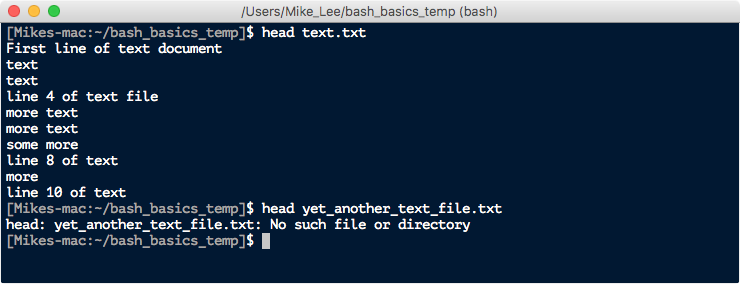 /Users/Mike_Lee/bash_basics_temp (bash)
[Mikes-mac:~/bash_basics_temp]$ head text.txt
First line of text document
text
text
line 4 of text file
more text
more text
some more
line 8 of text
more
line 10 of text
[Mikes-mac:~/bash_basics_temp]$ head yet_another_text_file.txt
head: yet_another_text_file.txt: No such file or directory
[Mikes-mac:~/bash_basics_temp]$